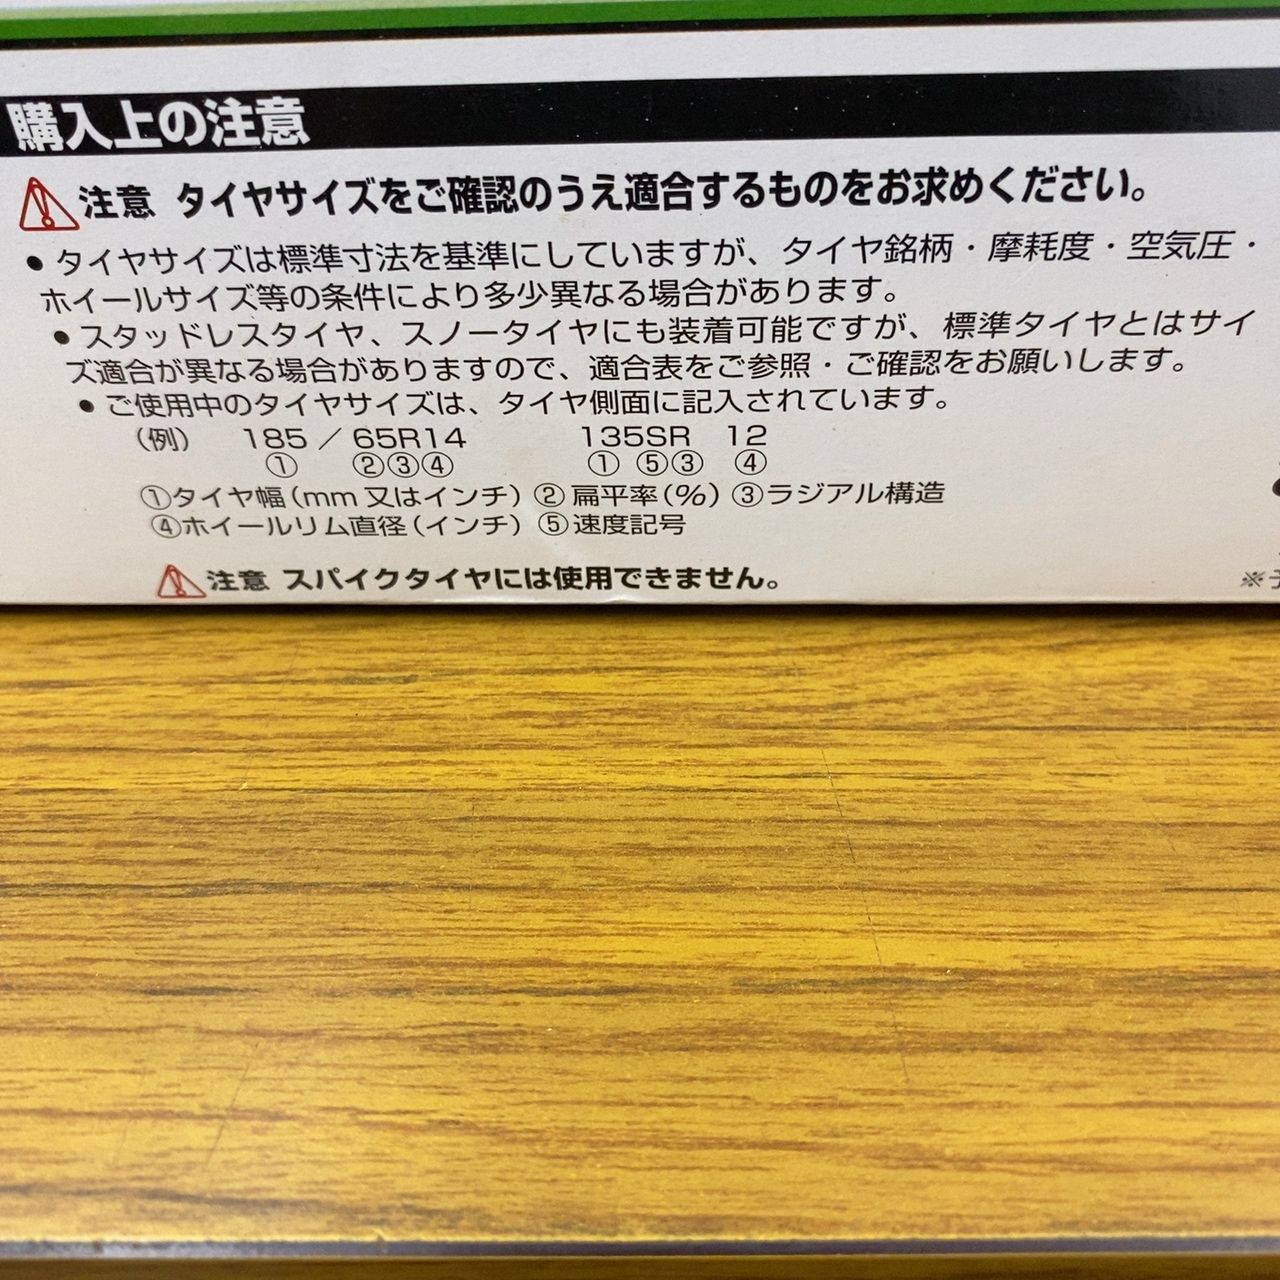 購入上の注意
注意 タイヤサイズをご確認のうえ適合するものをお求めください。
● タイヤサイズは標準寸法を基準にしていますが、タイヤ銘柄・摩耗度・空気圧・
ホイールサイズ等の条件により多少異なる場合があります。
● スタッドレスタイヤ、スノータイヤにも装着可能ですが、標準タイヤとはサイ
ズ適合が異なる場合がありますので、適合表をご参照・ご確認をお願いします。
● ご使用中のタイヤサイズは、タイヤ側面に記入されています。
(例) 185 / 65R14 135SR 12
① ②③④ ① ⑤③ ④
①タイヤ幅(mm 又はインチ) ②扁平率(%) ③ラジアル構造
④ホイールリム直径(インチ) ⑤速度記号
注意 スパイクタイヤには使用できません。